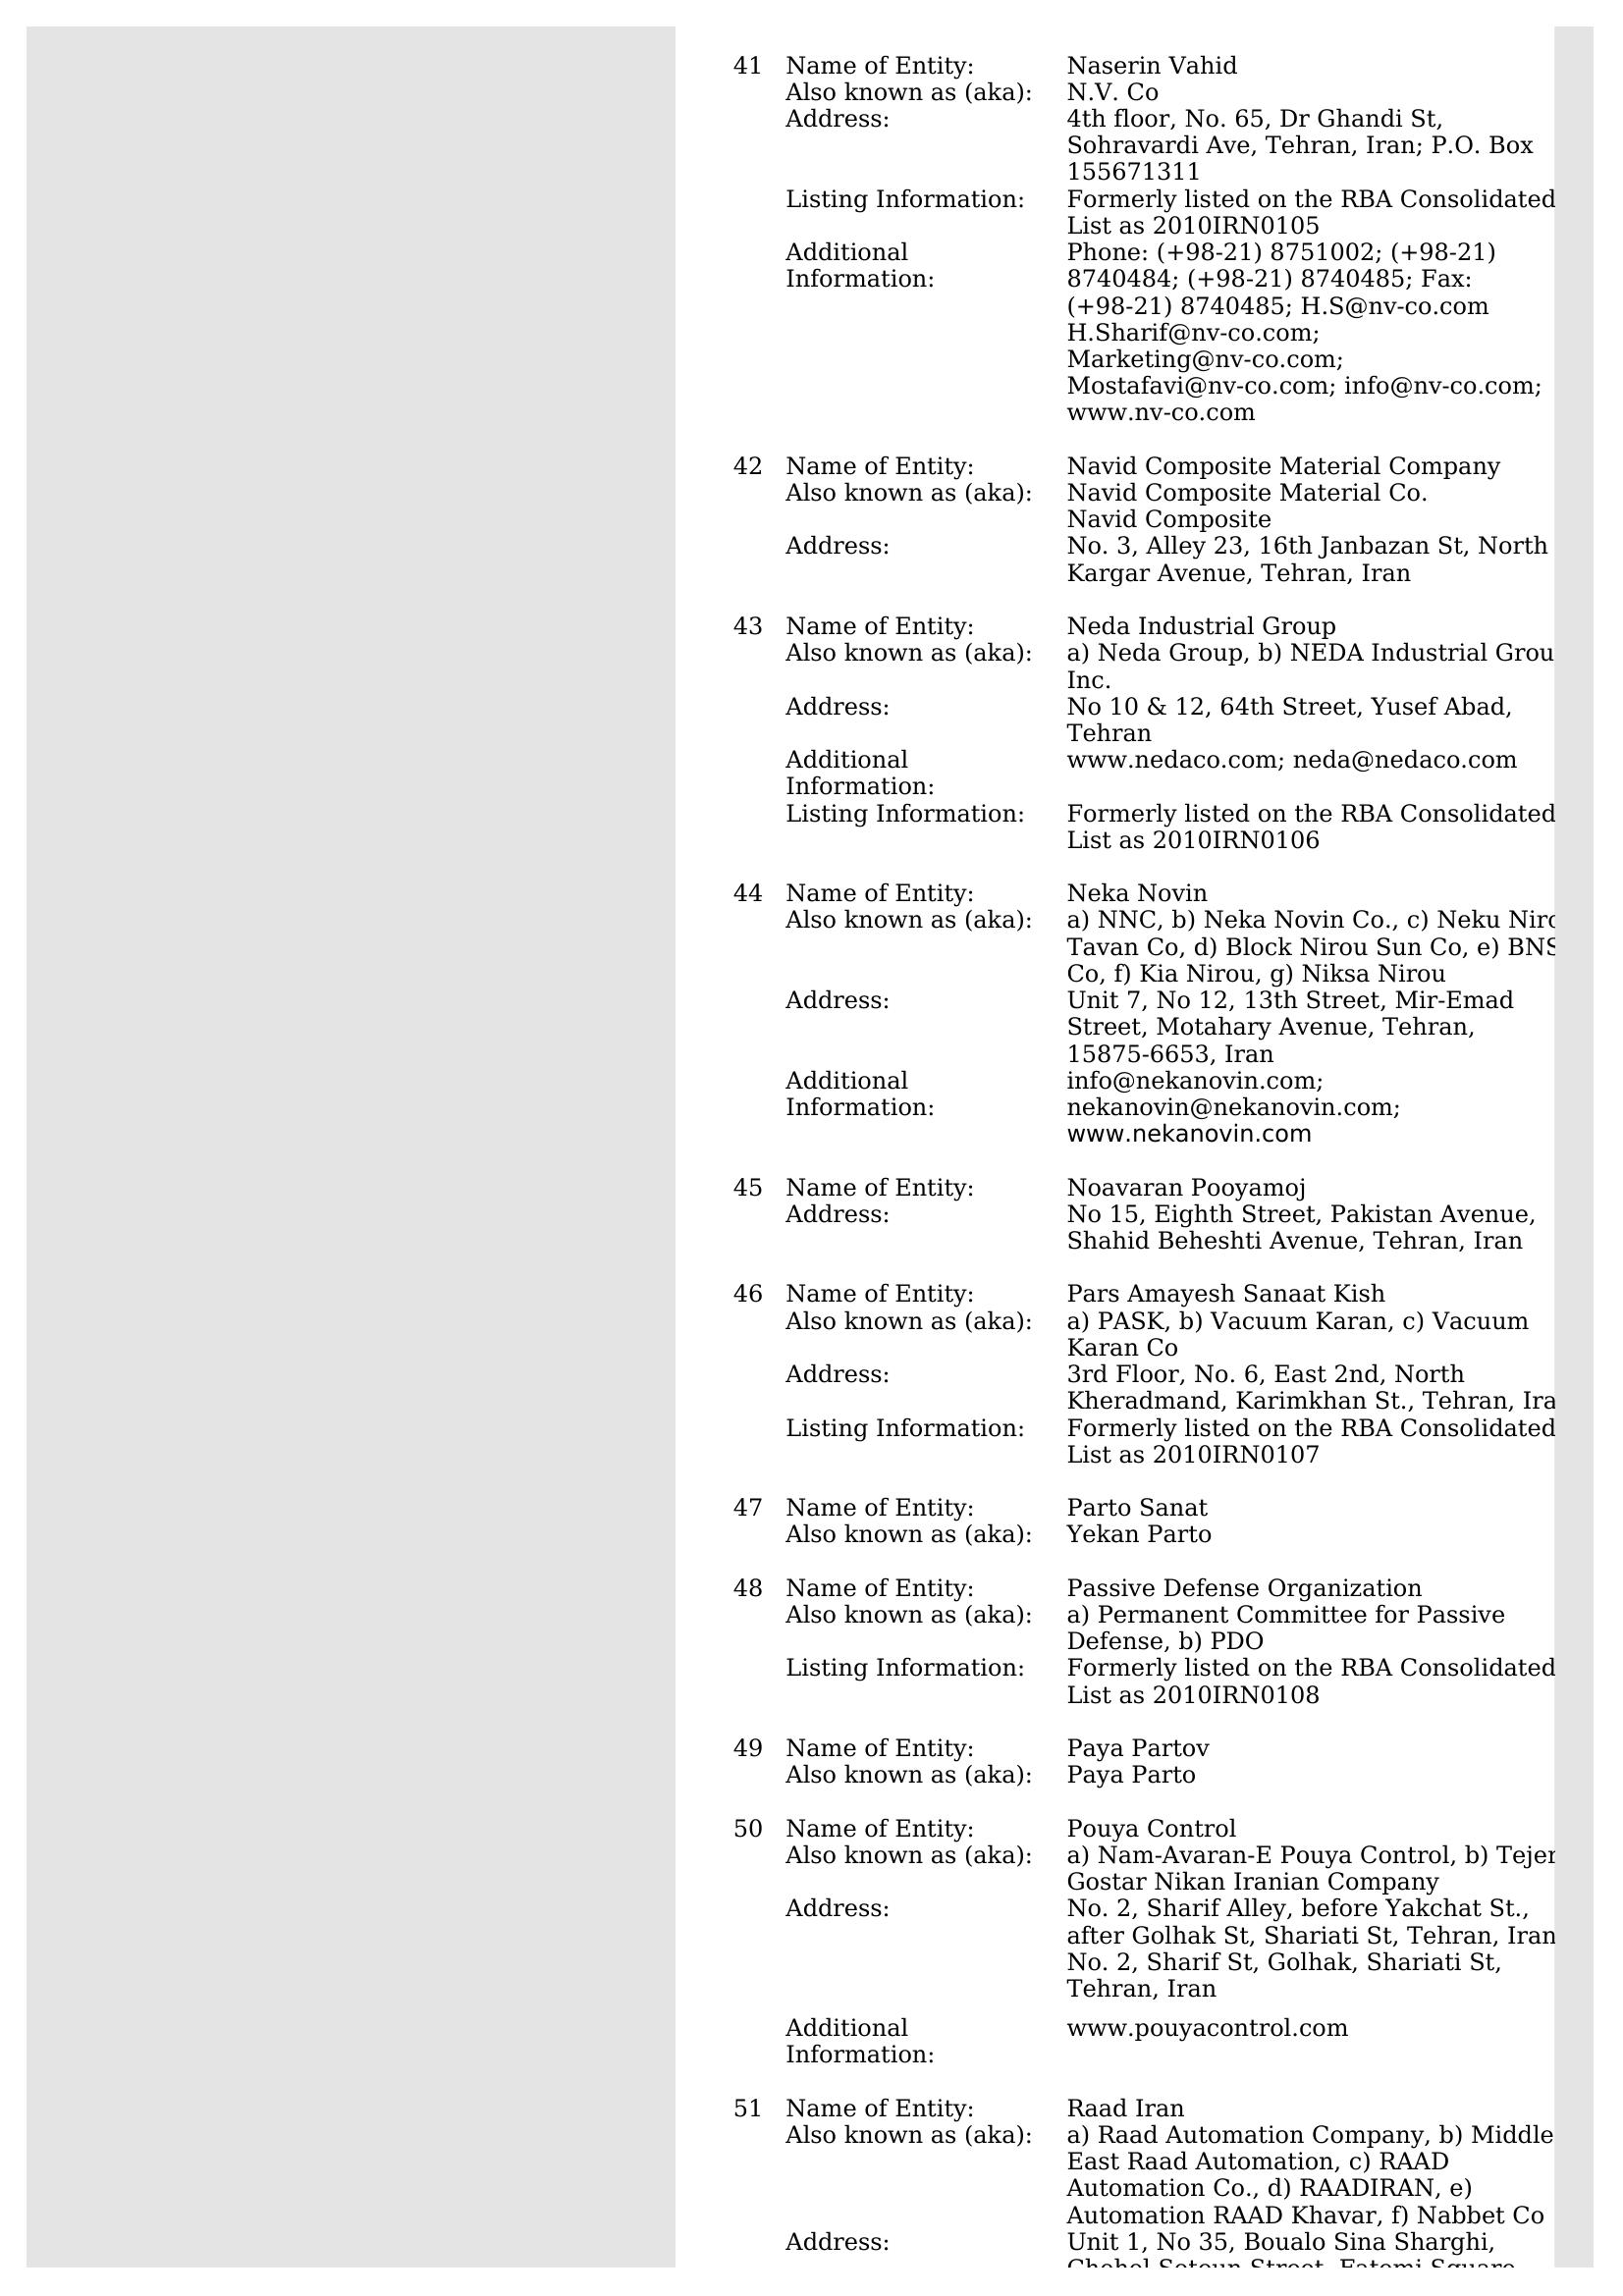 41 Name of Entity: Naserin Vahid
Also known as (aka): N.V. Co
Address: 4th floor, No. 65, Dr Ghandi St,
Sohravardi Ave, Tehran, Iran; P.O. Box
155671311
Listing Information: Formerly listed on the RBA Consolidated
List as 2010IRN0105
Additional Phone: (+98-21) 8751002; (+98-21)
Information: 8740484; (+98-21) 8740485; Fax:
(+98-21) 8740485; H.S@nv-co.com
H.Sharif@nv-co.com;
Marketing@nv-co.com;
Mostafavi@nv-co.com; info@nv-co.com;
www.nv-co.com
42 Name of Entity: Navid Composite Material Company
Also known as (aka): Navid Composite Material Co.
Navid Composite
Address: No. 3, Alley 23, 16th Janbazan St, North
Kargar Avenue, Tehran, Iran
43 Name of Entity: Neda Industrial Group
Also known as (aka): a) Neda Group, b) NEDA Industrial Grou
Inc.
Address: No 10 & 12, 64th Street, Yusef Abad,
Tehran
Additional www.nedaco.com; neda@nedaco.com
Information:
Listing Information: Formerly listed on the RBA Consolidated
List as 2010IRN0106
44 Name of Entity: Neka Novin
Also known as (aka): a) NNC, b) Neka Novin Co., c) Neku
Tavan Co, d) Block Nirou Sun Co, e) BNS
Co, f) Kia Nirou, g) Niksa Nirou
Address: Unit 7, No 12, 13th Street, Mir-Emad
Street, Motahary Avenue, Tehran,
15875-6653, Iran
Additional info@nekanovin.com;
Information: nekanovin@nekanovin.com;
www.nekanovin.com
45 Name of Entity: Noavaran Pooyamoj
Address: No 15, Eighth Street, Pakistan Avenue,
Shahid Beheshti Avenue, Tehran, Iran
46 Name of Entity: Pars Amayesh Sanaat Kish
Also known as (aka): a) PASK, b) Vacuum Karan, c) Vacuum
Karan Co
Address: 3rd Floor, No. 6, East 2nd, North
Kheradmand, Karimkhan St., Tehran, Ira
Listing Information: Formerly listed on the RBA Consolidated
List as 2010IRN0107
47 Name of Entity: Parto Sanat
Also known as (aka): Yekan Parto
48 Name of Entity: Passive Defense Organization
Also known as (aka): a) Permanent Committee for Passive
Defense, b) PDO
Listing Information: Formerly listed on the RBA Consolidated
List as 2010IRN0108
49 Name of Entity: Paya Partov
Also known as (aka): Paya Parto
50 Name of Entity: Pouya Control
Also known as (aka): a) Nam-Avaran-E Pouya Control, b)
Gostar Nikan Iranian Company
Address: No. 2, Sharif Alley, before Yakchat St.,
after Golhak St, Shariati St, Tehran, Iran
No. 2, Sharif St, Golhak, Shariati St,
Tehran, Iran
Additional www.pouyacontrol.com
Information:
51 Name of Entity: Raad Iran
Also known as (aka): a) Raad Automation Company, b) Middle
East Raad Automation, c) RAAD
Automation Co., d) RAADIRAN, e)
Automation RAAD Khavar, f) Nabbet Co
Address: Unit 1, No 35, Boualo Sina Sharghi,